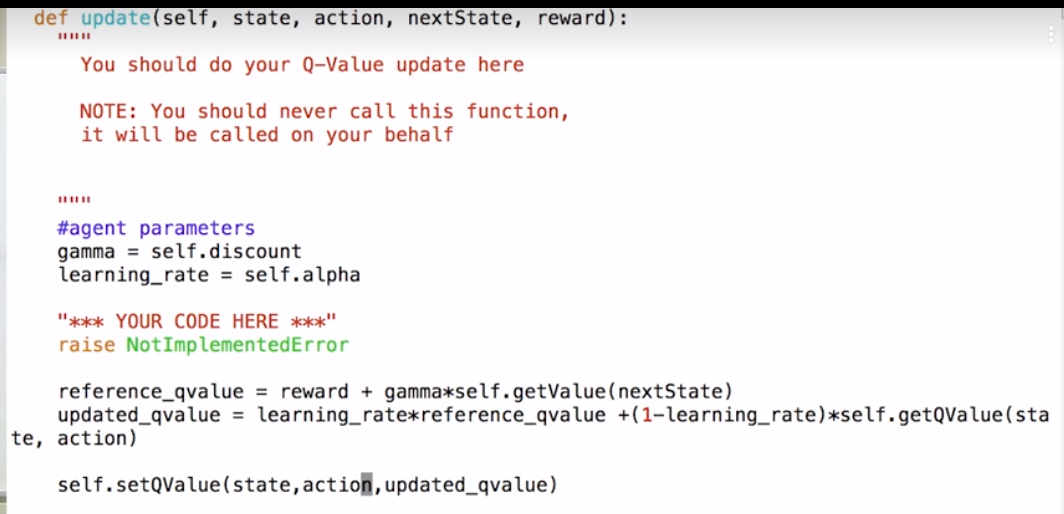 def update(self, state, action, nextState, reward):
"""
You should do your Q-Value update here
NOTE: You should never call this function,
it will be called on your behalf
"""
#agent parameters
gamma = self.discount
learning_rate = self.alpha
"*** YOUR CODE HERE ***"
raise NotImplementedError
reference_qvalue = reward + gamma*self.getValue(nextState)
updated_qvalue = learning_rate*reference_qvalue +(1-learning_rate)*self.getQValue(sta
te, action)
self.setQValue(state,action,updated_qvalue)